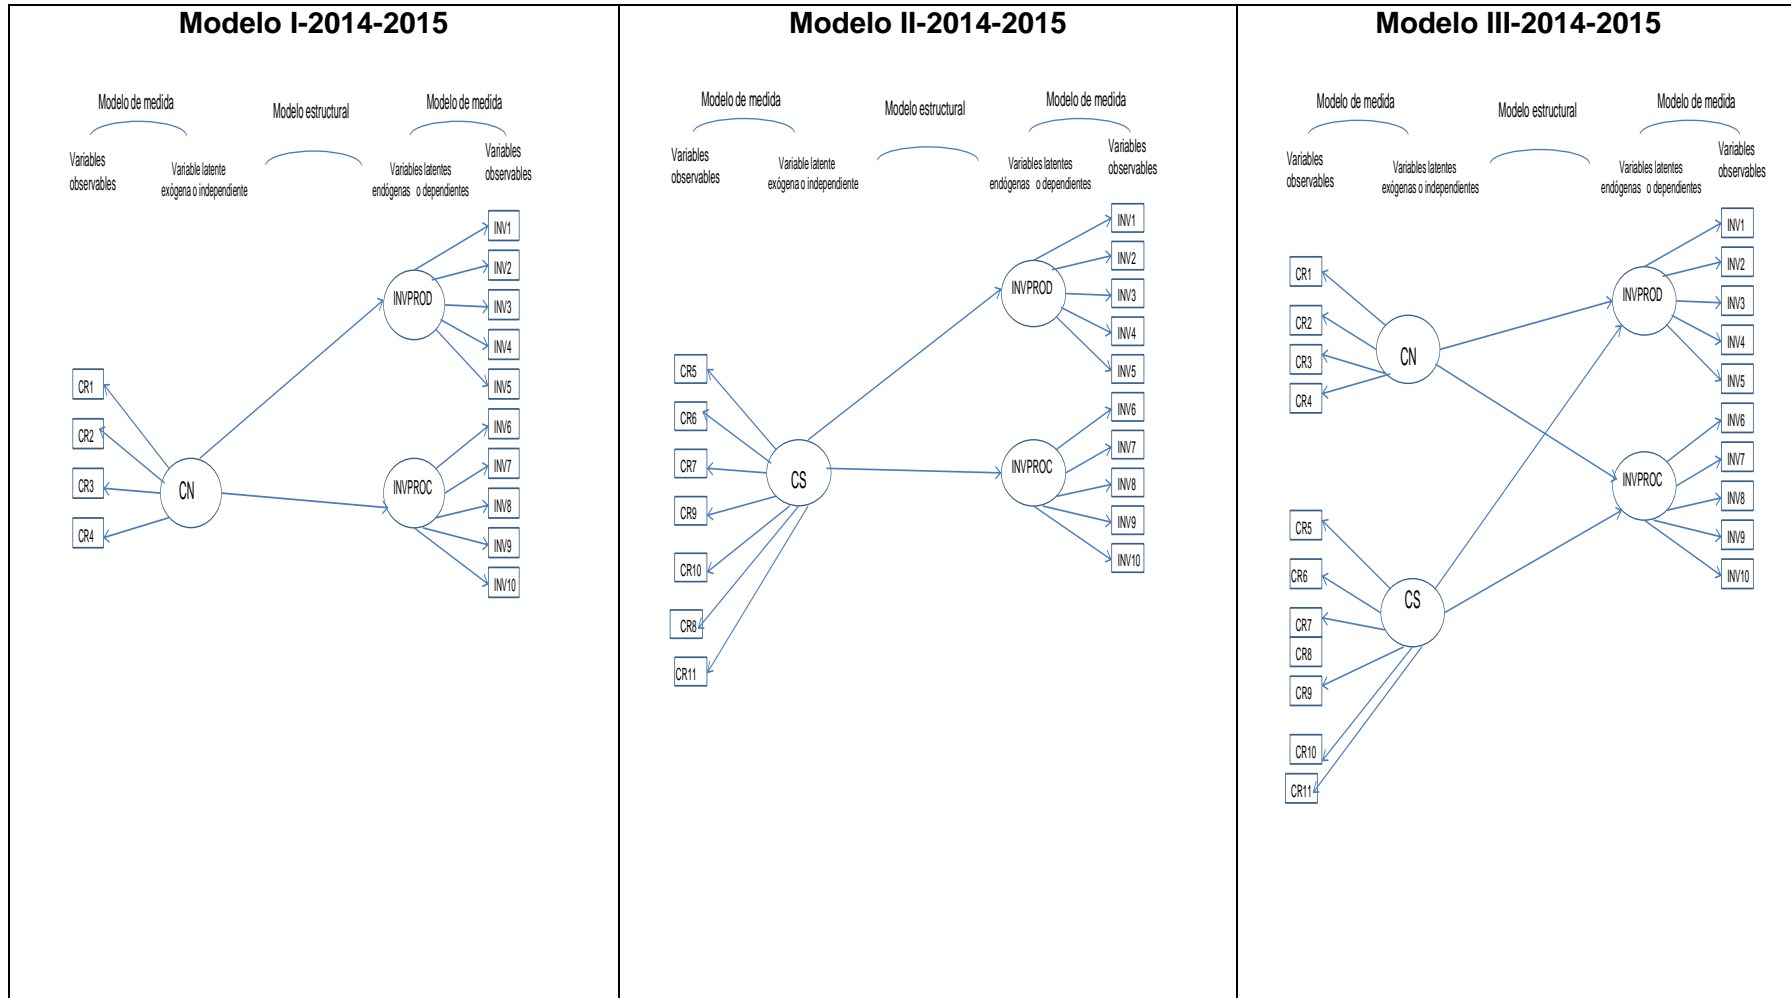 Modelo I-2014-2015
Modelo de medida
Modelo estructural
Modelo de medida
Variables
observables
Variable latente
exógena o independiente
Variables latentes
endógenas o dependientes
Variables
observables
INV1
INV2
INVPROD
INV3
INV4
INV5
CR1
CR2
CR3
CR4
CN
INV6
INV7
INVPROC
INV8
INV9
INV10
Modelo II-2014-2015
Modelo de medida
Modelo estructural
Modelo de medida
Variables
observables
Variable latente
exógena o independiente
Variables latentes
endógenas o dependientes
Variables
observables
INV1
INV2
INVPROD
INV3
INV4
INV5
CR5
CR6
CR7
CR9
CR10
CR8
CR11
CS
INV6
INV7
INVPROC
INV8
INV9
INV10
Modelo III-2014-2015
Modelo de medida
Modelo estructural
Modelo de medida
Variables
observables
Variables latentes
exógenas o independientes
Variables latentes
endógenas o dependientes
Variables
observables
INV1
INV2
INVPROD
INV3
INV4
INV5
CR1
CR2
CR3
CR4
CN
INV6
INV7
INVPROC
INV8
INV9
INV10
CR5
CR6
CR7
CR8
CR9
CR10
CR11
CS